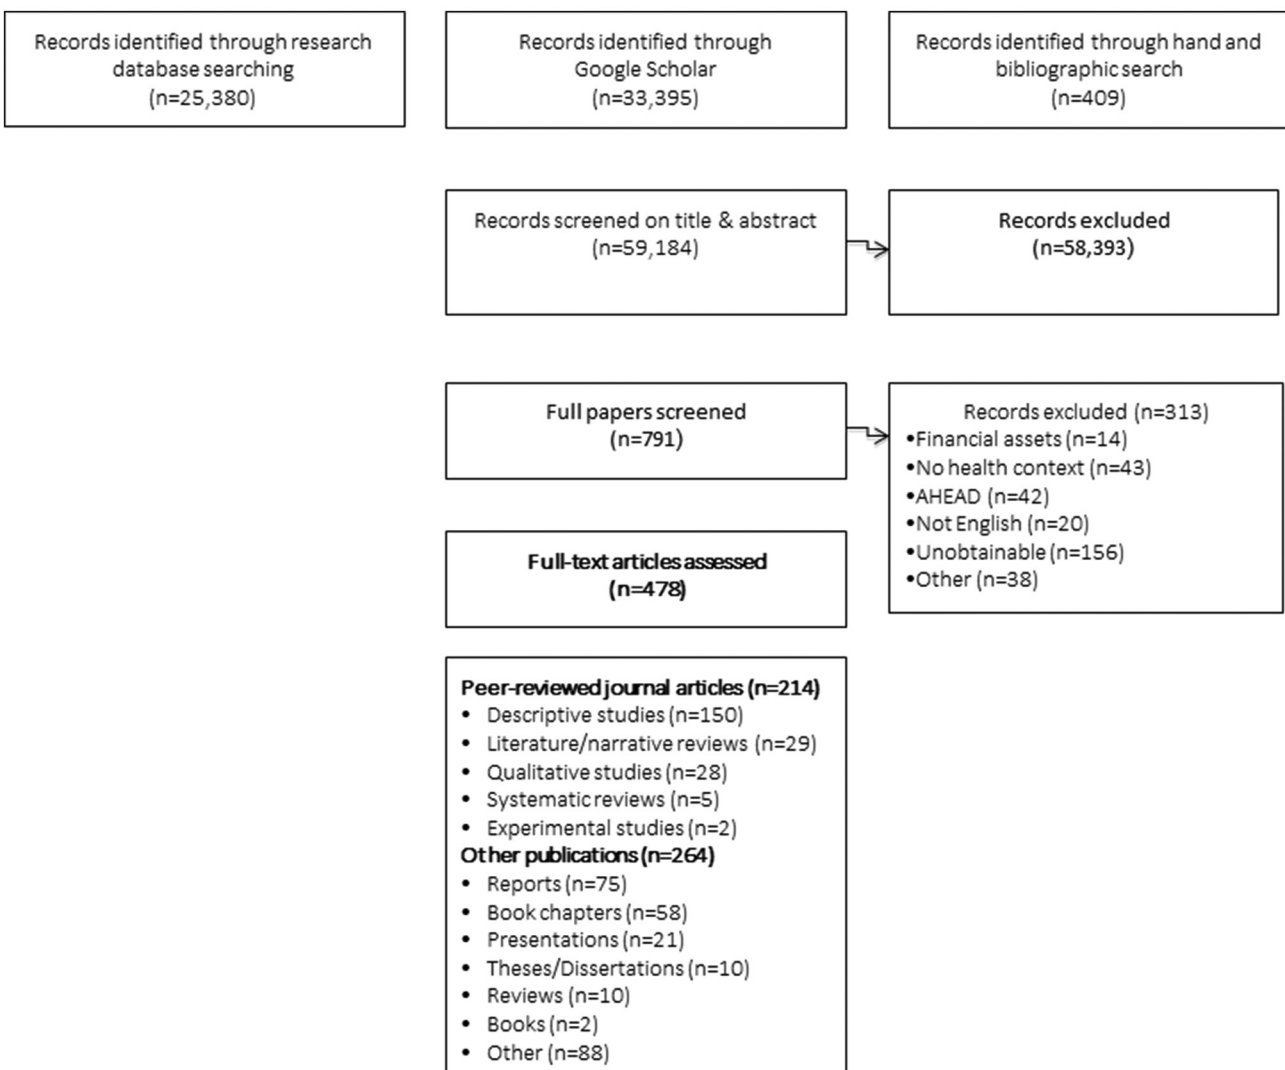 Records identified through research
database searching
(n=25,380)
Records identified through
Google Scholar
(n=33,395)
Records identified through hand and
bibliographic search
(n=409)
Records screened on title & abstract
(n=59,184)
Records excluded
(n=58,393)
Full papers screened
(n=791)
Records excluded (n=313)
•Financial assets (n=14)
•No health context (n=43)
•AHEAD (n=42)
•Not English (n=20)
•Unobtainable (n=156)
•Other (n=38)
Full-text articles assessed
(n=478)
Peer-reviewed journal articles (n=214)
• Descriptive studies (n=150)
• Literature/narrative reviews (n=29)
• Qualitative studies (n=28)
• Systematic reviews (n=5)
• Experimental studies (n=2)
Other publications (n=264)
• Reports (n=75)
• Book chapters (n=58)
• Presentations (n=21)
• Theses/Dissertations (n=10)
• Reviews (n=10)
• Books (n=2)
• Other (n=88)